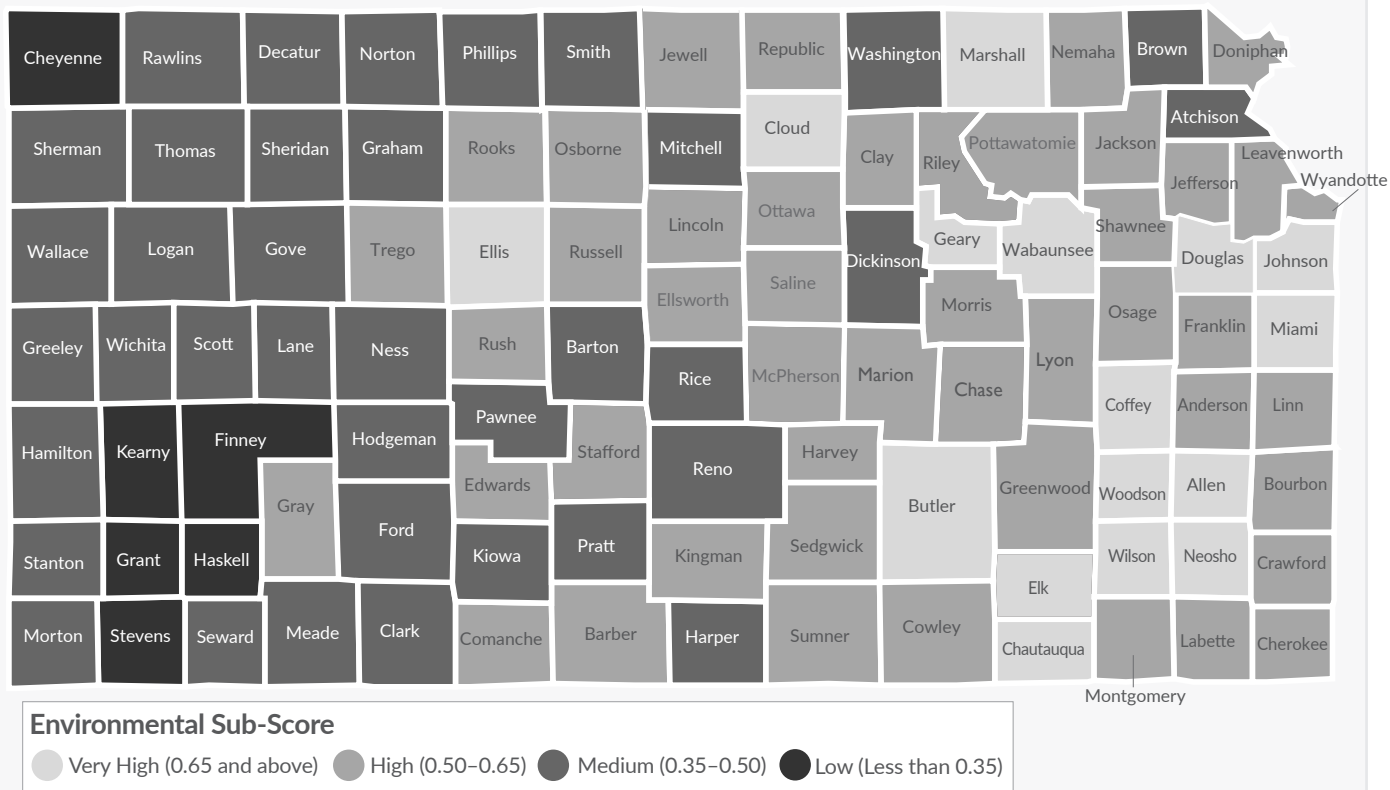 Cheyenne
Rawlins
Decatur
Norton
Phillips
Smith
Jewell
Republic
Washington
Marshall
Nemaha
Brown
Doniphan
Sherman
Thomas
Sheridan
Graham
Rooks
Osborne
Mitchell
Cloud
Clay
Riley
Pottawatomie
Jackson
Atchison
Jefferson
Leavenworth
Wyandotte
Wallace
Logan
Gove
Trego
Ellis
Russell
Lincoln
Ottawa
Dickinson
Geary
Wabaunsee
Shawnee
Douglas
Johnson
Ellsworth
Saline
Morris
Osage
Franklin
Miami
Greeley
Wichita
Scott
Lane
Ness
Rush
Barton
Rice
McPherson
Marion
Chase
Lyon
Coffey
Anderson
Linn
Hamilton
Kearny
Finney
Hodgeman
Pawnee
Stafford
Edwards
Reno
Harvey
Butler
Greenwood
Woodson
Allen
Bourbon
Gray
Ford
Kiowa
Pratt
Kingman
Sedgwick
Elk
Wilson
Neosho
Crawford
Stanton
Grant
Haskell
Morton
Stevens
Seward
Meade
Clark
Comanche
Barber
Harper
Sumner
Cowley
Chautauqua
Montgomery
Labette
Cherokee
Environmental Sub-Score
Very High (0.65 and above)
High (0.50–0.65)
Medium (0.35–0.50)
Low (Less than 0.35)